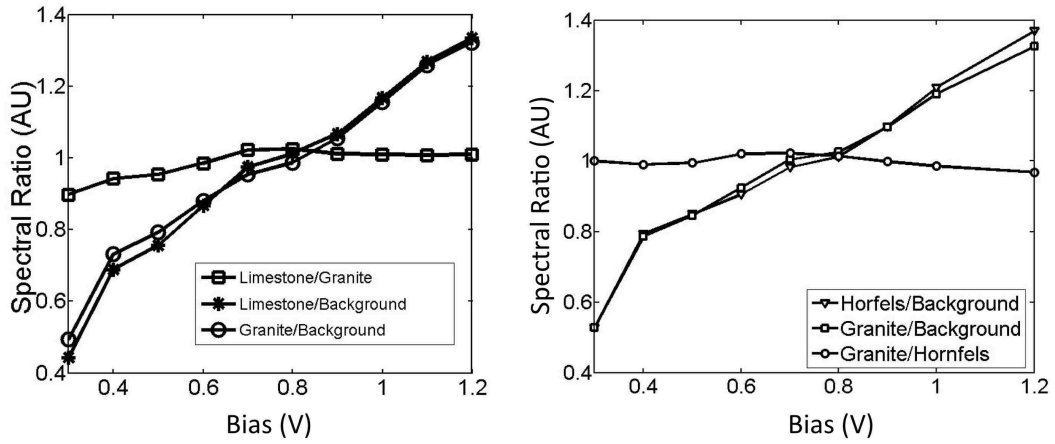 Spectral Ratio (AU)
1.4
1.2
1
0.8
0.6
0.4
0.4
0.6
0.8
1
1.2
Bias (V)
Limestone/Granite
Limestone/Background
Granite/Background
Spectral Ratio (AU)
1.4
1.2
1
0.8
0.6
0.4
0.4
0.6
0.8
1
1.2
Bias (V)
Horfels/Background
Granite/Background
Granite/Hornfels